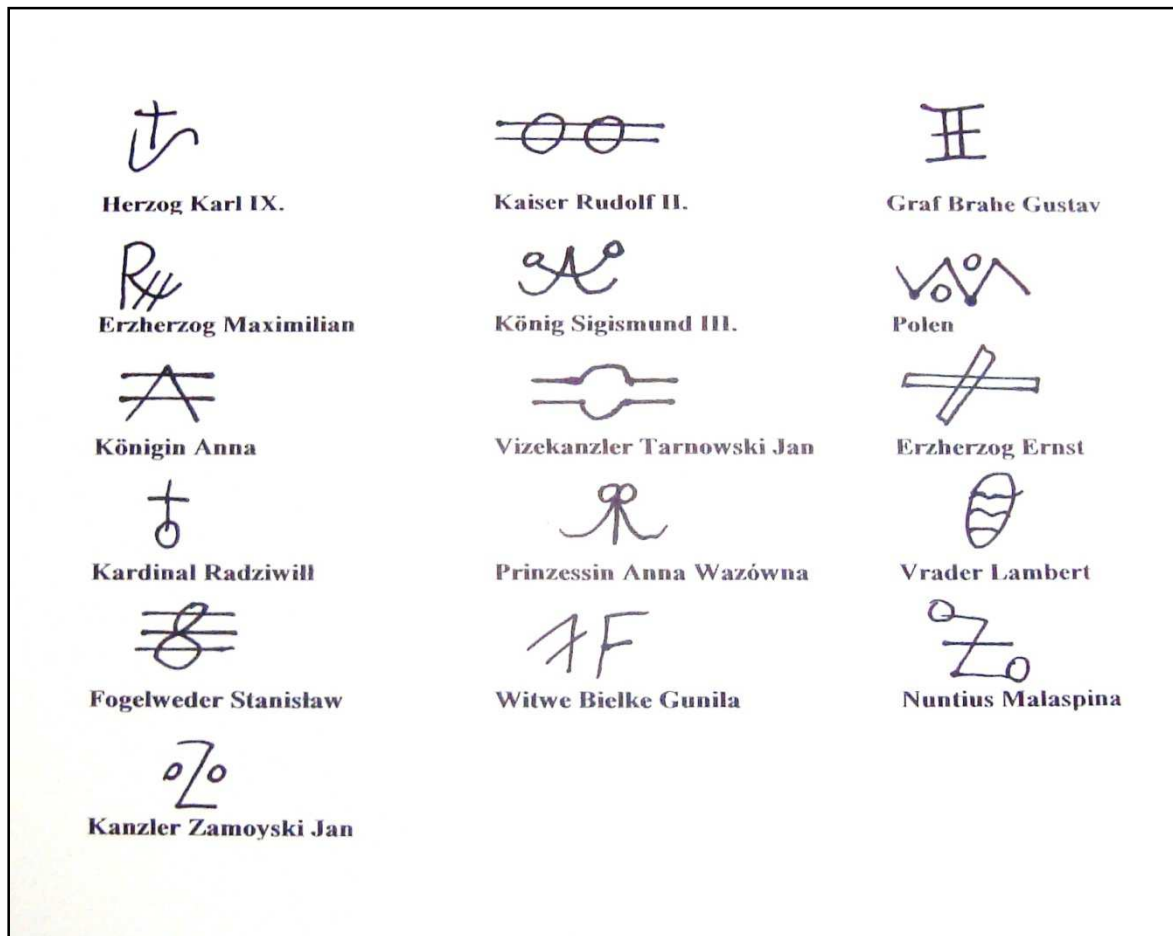 Herzog Karl IX.
Kaiser Rudolf II.
Graf Brahe Gustav
Erzherzog Maximilian
König Sigismund III.
Polen
Königin Anna
Vizekanzler Tarnowski Jan
Erzherzog Ernst
Kardinal Radziwiłł
Prinzessin Anna Wazówna
Vrader Lambert
Fogelweder Stanisław
Witwe Bielke Gunila
Nuntius Malaspina
Kanzler Zamoyski Jan